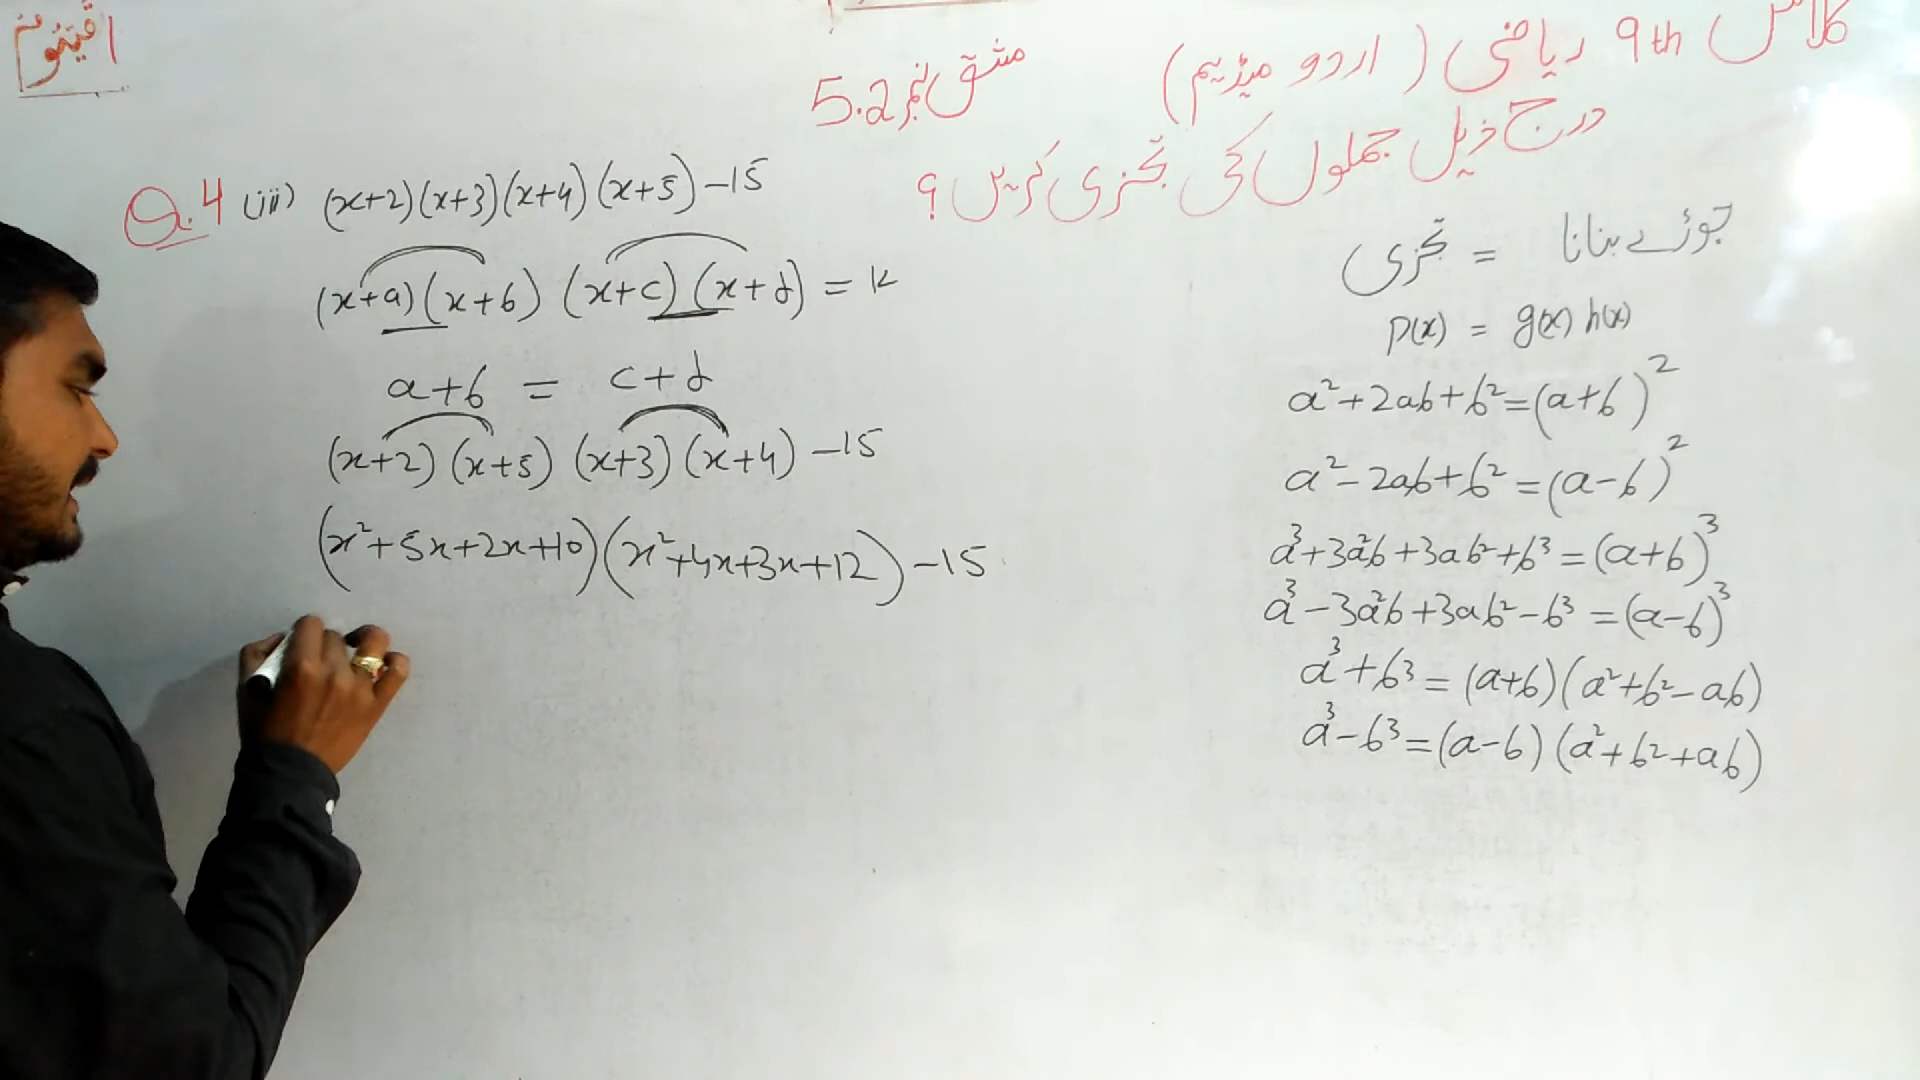 کلاس 9th ریاضی (اردو میڈیم)
مشق نمبر 5.2
درج ذیل جملوں کی تجزی کریں؟
Q.4 (iii) (x+2)(x+3)(x+4)(x+5)-15
(x+a)(x+b)(x+c)(x+d) = k
a+b = c+d
(x+2)(x+5)(x+3)(x+4)-15
(x²+5x+2x+10)(x²+4x+3x+12)-15
تجزی = جوڑے بنانا
p(x) = g(x) h(x)
a²+2ab+b²=(a+b)²
a²-2ab+b²=(a-b)²
a³+3a²b+3ab²+b³=(a+b)³
a³-3a²b+3ab²-b³=(a-b)³
a³+b³=(a+b)(a²+b²-ab)
a³-b³=(a-b)(a²+b²+ab)